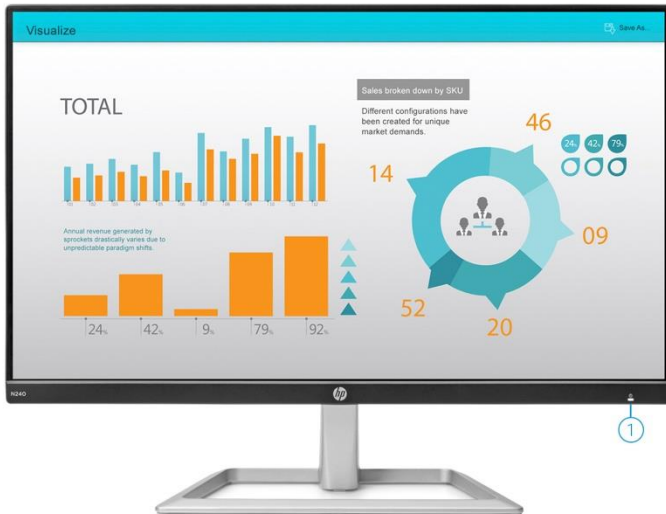 Visualize
Save As...
TOTAL
Annual revenue generated by
sprockets drastically varies due to
unpredictable paradigm shifts.
24%
42%
9%
79%
92%
Sales broken down by SKU
Different configurations have
been created for unique
market demands.
46
24%
42%
79%
14
09
52
20
N240
hp
1